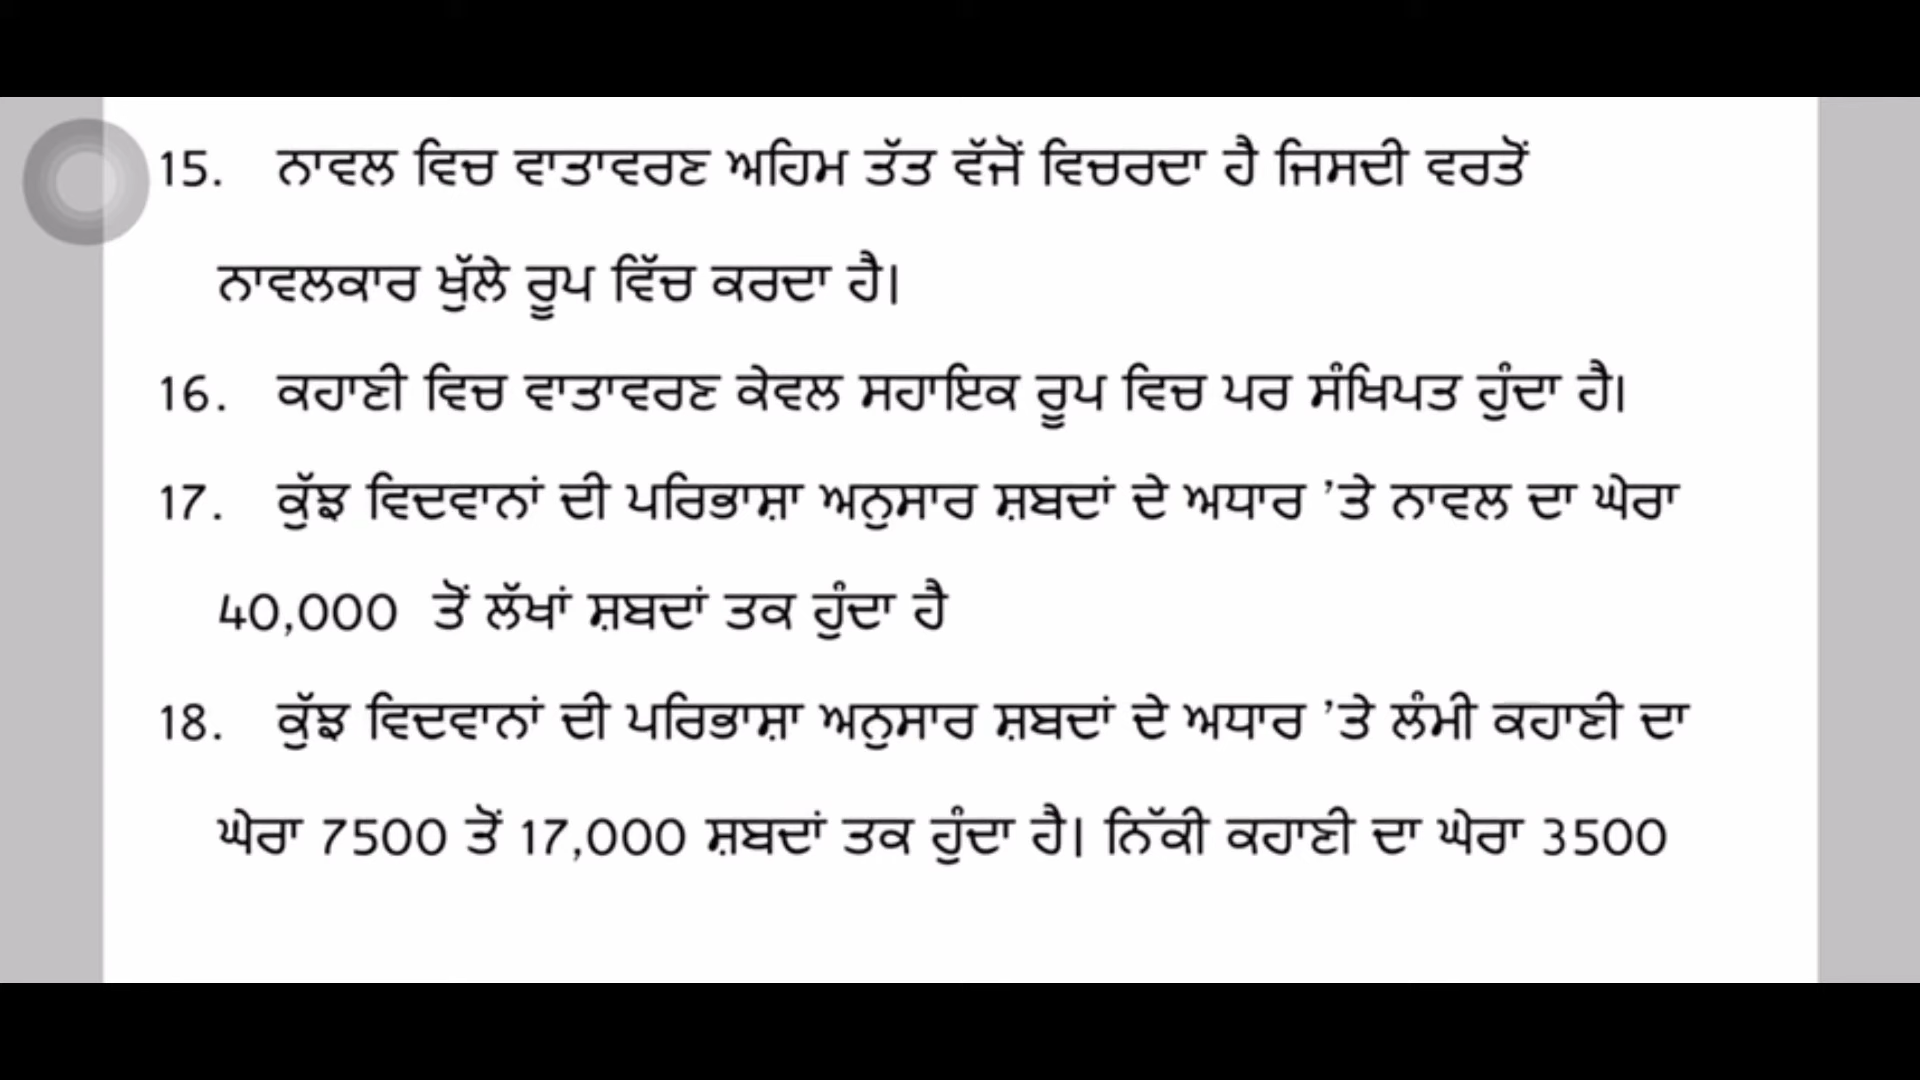 15. ਨਾਵਲ ਵਿਚ ਵਾਤਾਵਰਣ ਅਹਿਮ ਤੱਤ ਵੱਜੋਂ ਵਿਚਰਦਾ ਹੈ ਜਿਸਦੀ ਵਰਤੋਂ
ਨਾਵਲਕਾਰ ਖੁੱਲੇ ਰੂਪ ਵਿੱਚ ਕਰਦਾ ਹੈ।
16. ਕਹਾਣੀ ਵਿਚ ਵਾਤਾਵਰਣ ਕੇਵਲ ਸਹਾਇਕ ਰੂਪ ਵਿਚ ਪਰ ਸੰਖਿਪਤ ਹੁੰਦਾ ਹੈ।
17. ਕੁੱਝ ਵਿਦਵਾਨਾਂ ਦੀ ਪਰਿਭਾਸ਼ਾ ਅਨੁਸਾਰ ਸ਼ਬਦਾਂ ਦੇ ਅਧਾਰ ’ਤੇ ਨਾਵਲ ਦਾ ਘੇਰਾ
40,000 ਤੋਂ ਲੱਖਾਂ ਸ਼ਬਦਾਂ ਤਕ ਹੁੰਦਾ ਹੈ
18. ਕੁੱਝ ਵਿਦਵਾਨਾਂ ਦੀ ਪਰਿਭਾਸ਼ਾ ਅਨੁਸਾਰ ਸ਼ਬਦਾਂ ਦੇ ਅਧਾਰ ’ਤੇ ਲੰਮੀ ਕਹਾਣੀ ਦਾ
ਘੇਰਾ 7500 ਤੋਂ 17,000 ਸ਼ਬਦਾਂ ਤਕ ਹੁੰਦਾ ਹੈ। ਨਿੱਕੀ ਕਹਾਣੀ ਦਾ ਘੇਰਾ 3500